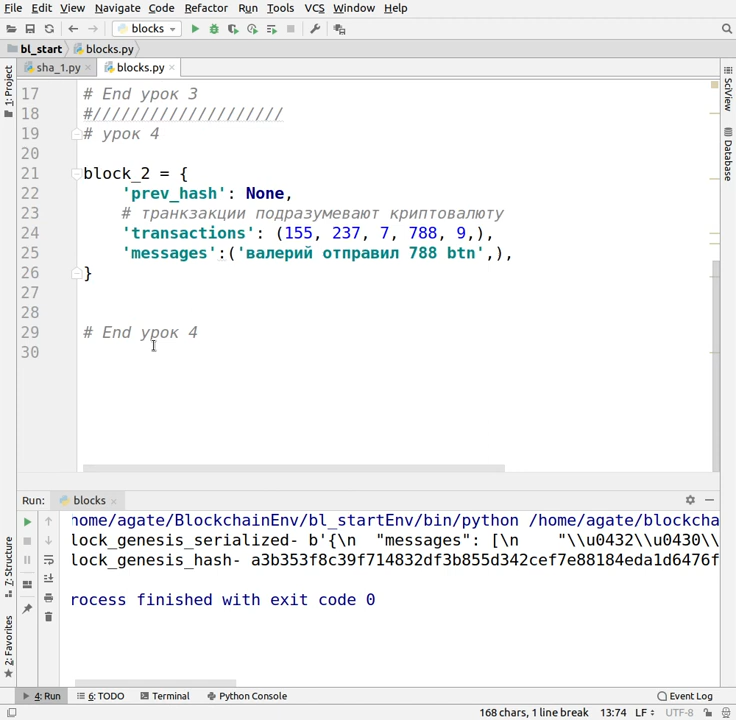 File Edit View Navigate Code Refactor Run Tools VCS Window Help
blocks
bl_start blocks.py
sha_1.py blocks.py
1: Project
SciView
Database
17 # End урок 3
18 #////////////////////
19 # урок 4
20
21 block_2 = {
22 'prev_hash': None,
23 # транкзакции подразумевают криптовалюту
24 'transactions': (155, 237, 7, 788, 9,),
25 'messages':('валерий отправил 788 btn',),
26 }
27
28
29 # End урок 4
30
7: Structure
2: Favorites
Run: blocks
home/agate/BlockchainEnv/bl_startEnv/bin/python /home/agate/blockcha
lock_genesis_serialized- b'{\n "messages": [\n "\\u0432\\u0430\\
lock_genesis_hash- a3b353f8c39f714832df3b855d342cef7e88184eda1d6476f
rocess finished with exit code 0
4: Run 6: TODO Terminal Python Console Event Log
168 chars, 1 line break 13:74 LF UTF-8